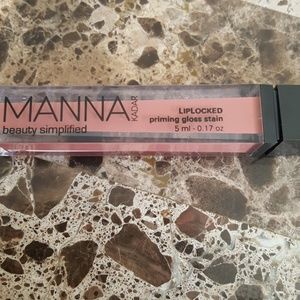 MANNA
KADAR
beauty simplified
LIPLOCKED
priming gloss stain
5 ml - 0.17 oz